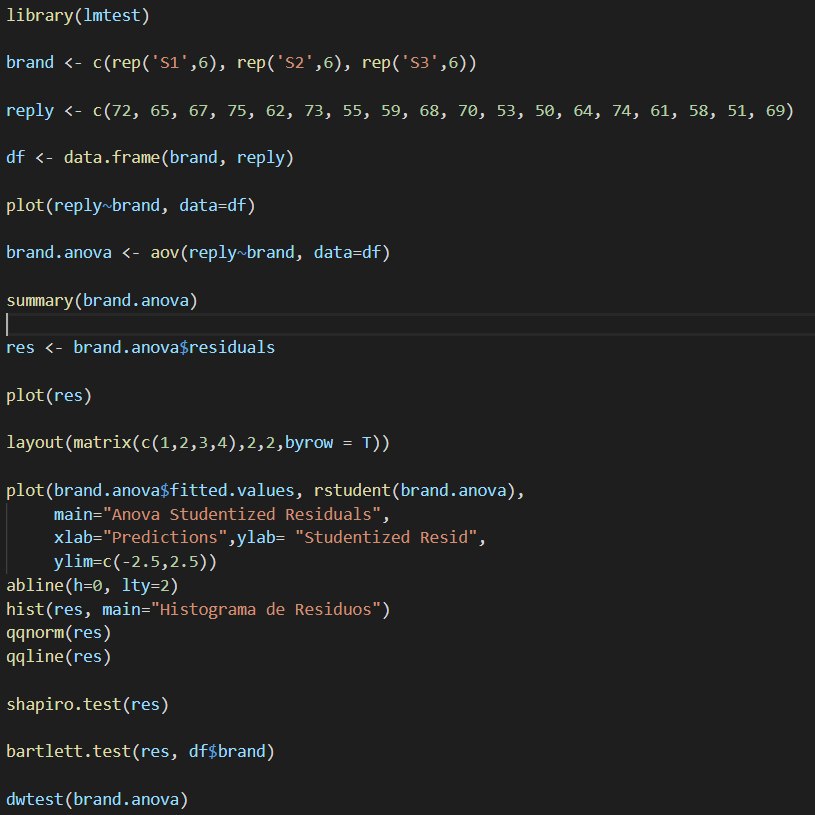 library(lmtest)
brand <- c(rep('S1',6), rep('S2',6), rep('S3',6))
reply <- c(72, 65, 67, 75, 62, 73, 55, 59, 68, 70, 53, 50, 64, 74, 61, 58, 51, 69)
df <- data.frame(brand, reply)
plot(reply~brand, data=df)
brand.anova <- aov(reply~brand, data=df)
summary(brand.anova)
res <- brand.anova$residuals
plot(res)
layout(matrix(c(1,2,3,4),2,2,byrow = T))
plot(brand.anova$fitted.values, rstudent(brand.anova),
     main="Anova Studentized Residuals",
     xlab="Predictions",ylab= "Studentized Resid",
     ylim=c(-2.5,2.5))
abline(h=0, lty=2)
hist(res, main="Histograma de Residuos")
qqnorm(res)
qqline(res)
shapiro.test(res)
bartlett.test(res, df$brand)
dwtest(brand.anova)